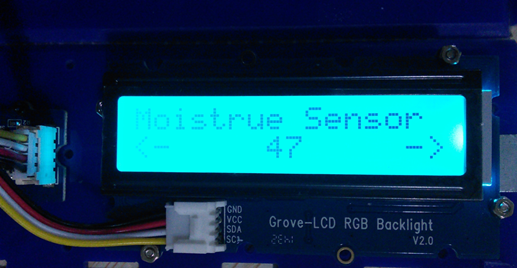 Moistrue Sensor
<- 47 ->
GND
VCC
SDA
SCL
Grove-LCD RGB Backlight
V2.0